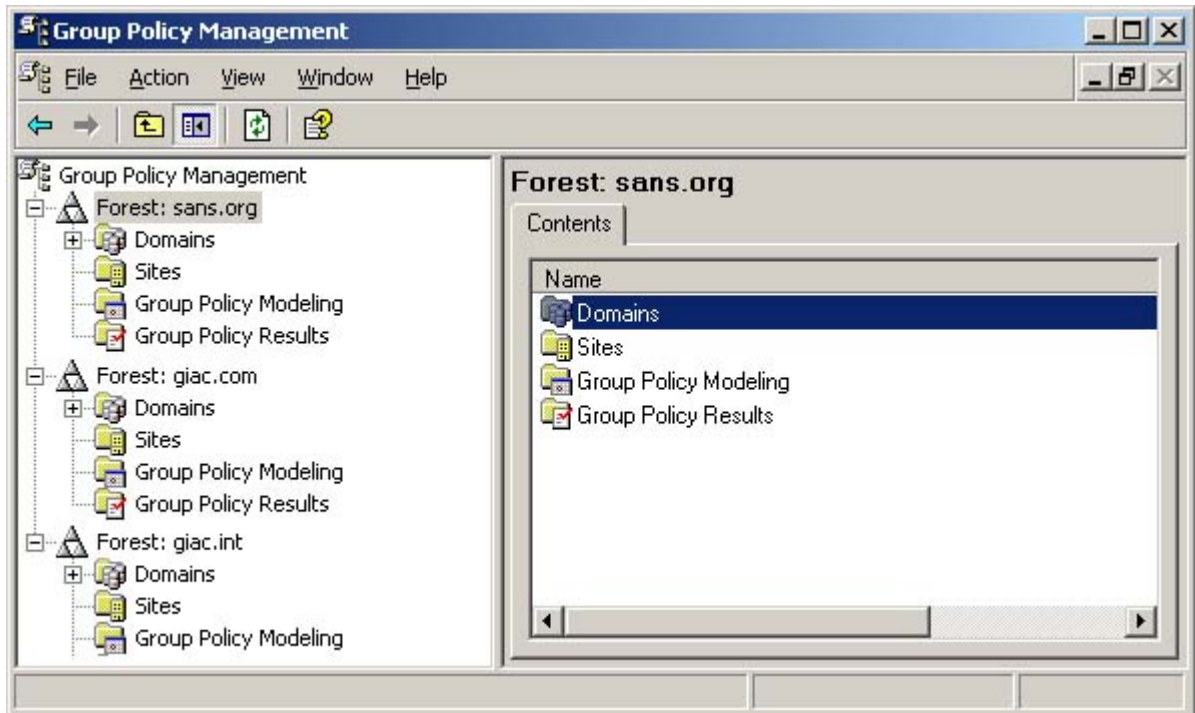 Group Policy Management
File Action View Window Help
Group Policy Management
Forest: sans.org
Domains
Sites
Group Policy Modeling
Group Policy Results
Forest: giac.com
Domains
Sites
Group Policy Modeling
Group Policy Results
Forest: giac.int
Domains
Sites
Group Policy Modeling
Forest: sans.org
Contents
Name
Domains
Sites
Group Policy Modeling
Group Policy Results